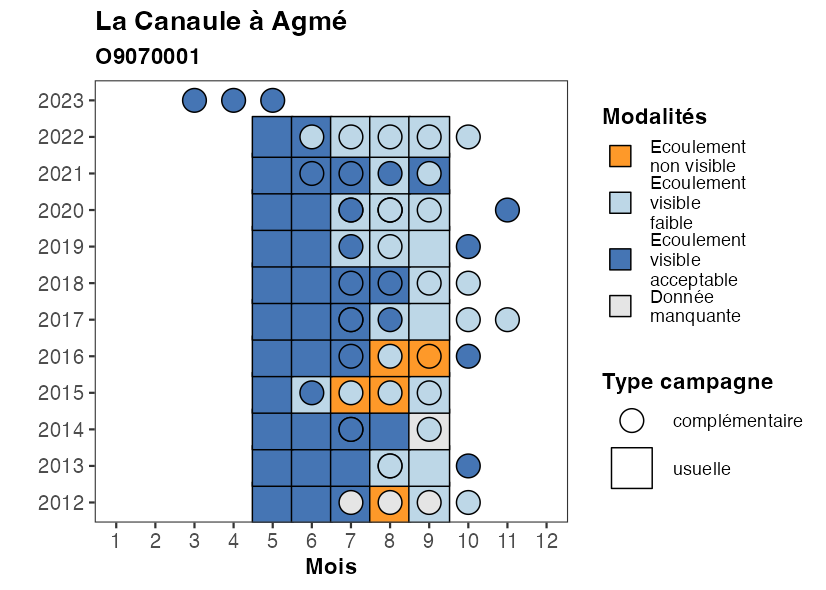 La Canaule à Agmé
O9070001
2023
2022
2021
2020
2019
2018
2017
2016
2015
2014
2013
2012
1 2 3 4 5 6 7 8 9 10 11 12
Mois
Modalités
Ecoulement
non visible
Ecoulement
visible
faible
Ecoulement
visible
acceptable
Donnée
manquante
Type campagne
complémentaire
usuelle